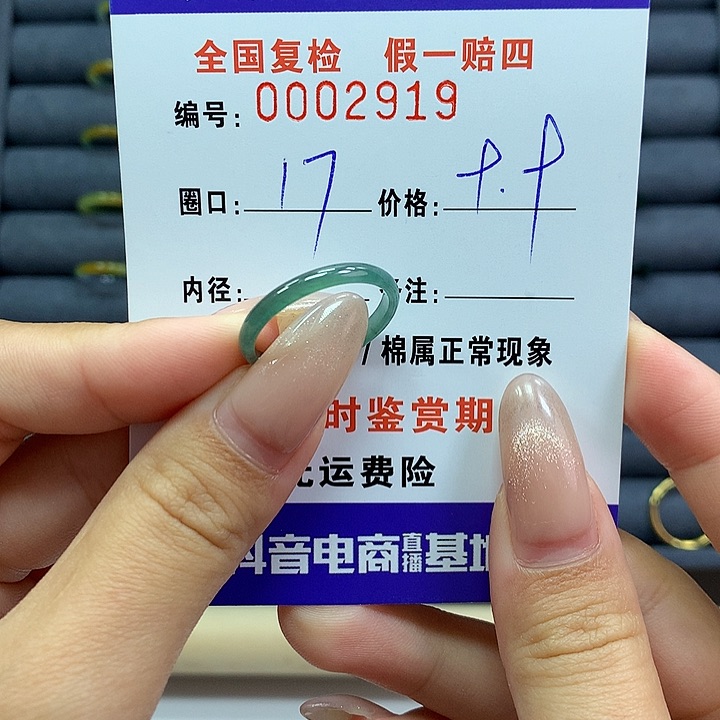 全国复检 假一赔四
编号: 0002919
圈口: 17 价格:
内径: 注:
/ 棉属正常现象
时鉴赏期
运费险
抖音电商直播基地